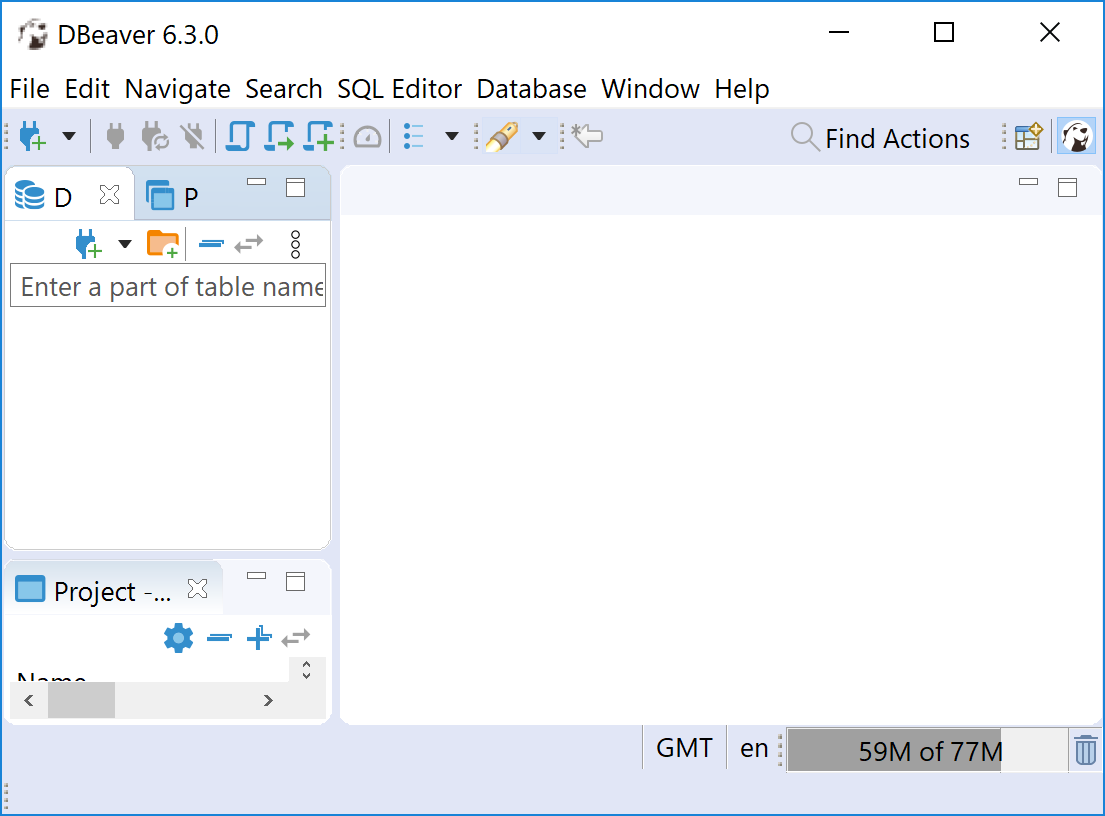 DBeaver 6.3.0
File Edit Navigate Search SQL Editor Database Window Help
Find Actions
D P
Enter a part of table name
Project -...
Name
GMT en 59M of 77M